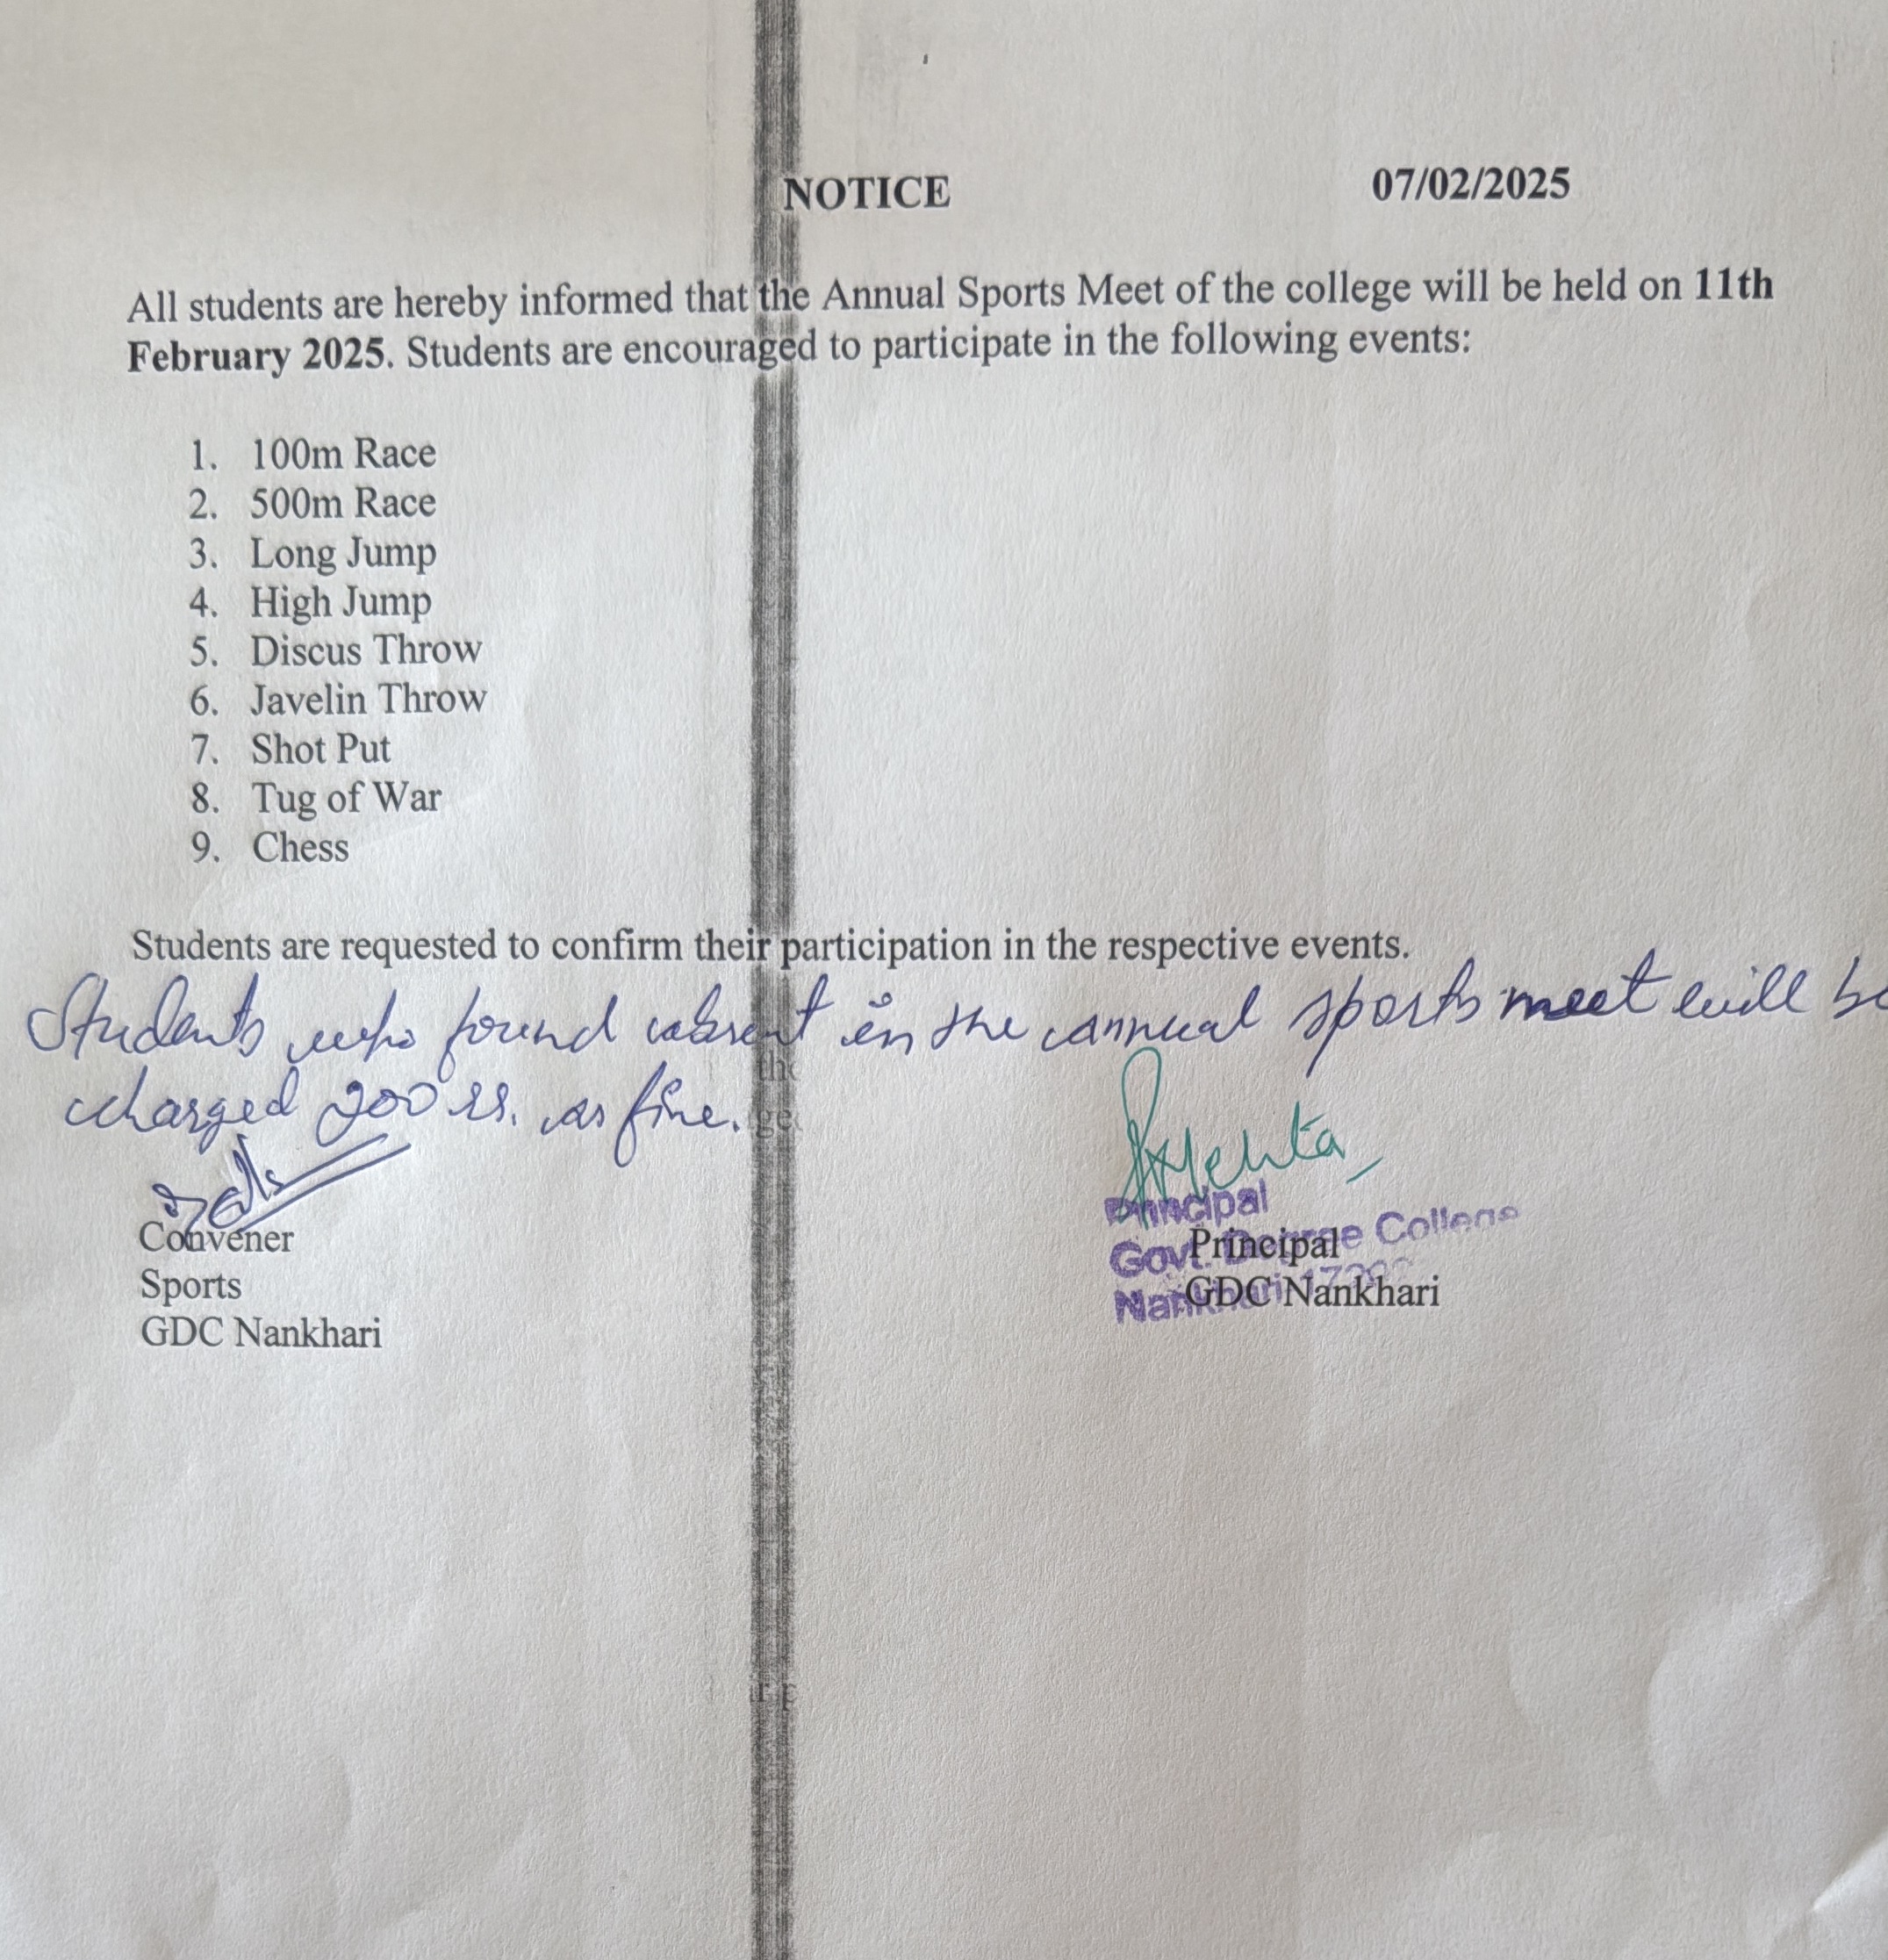 NOTICE 07/02/2025
All students are hereby informed that the Annual Sports Meet of the college will be held on 11th
February 2025. Students are encouraged to participate in the following events:
1. 100m Race
2. 500m Race
3. Long Jump
4. High Jump
5. Discus Throw
6. Javelin Throw
7. Shot Put
8. Tug of War
9. Chess
Students are requested to confirm their participation in the respective events.
Students who found absent in the annual sports meet will be
charged 200 rs. as fine.
Mehta
Principal
Govt. Degree College
Nankhari
Convener
Sports
GDC Nankhari
Principal
GDC Nankhari